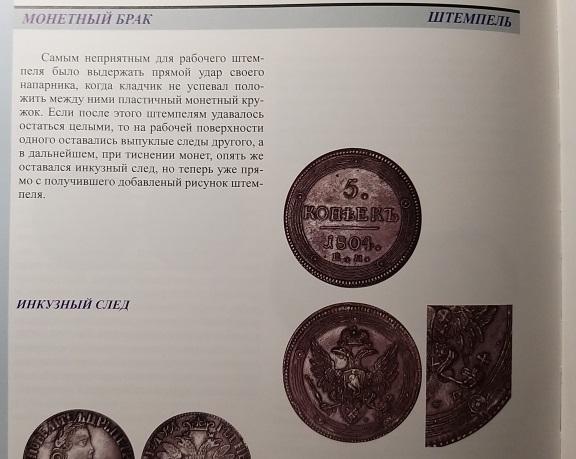 МОНЕТНЫЙ БРАК
ШТЕМПЕЛЬ
Самым неприятным для рабочего штем-
пеля было выдержать прямой удар своего
напарника, когда кладчик не успевал поло-
жить между ними пластичный монетный кру-
жок. Если после этого штемпелям удавалось
остаться целыми, то на рабочей поверхности
одного оставались выпуклые следы другого, а
в дальнейшем, при тиснении монет, опять же
оставался инкузный след, но теперь уже пря-
мо с получившего добавленый рисунок штем-
пеля.
5.
КОПѢЕКЪ
1804.
Е.М.
ИНКУЗНЫЙ СЛЕД